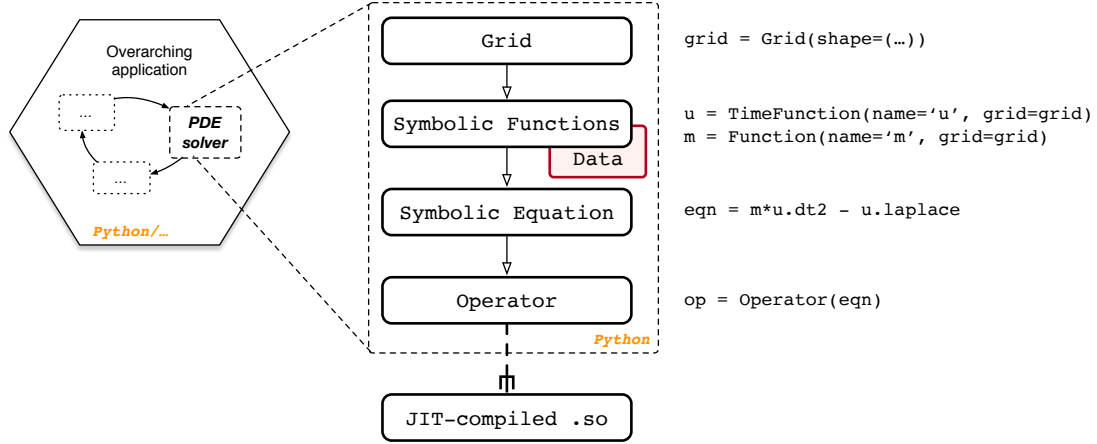 Overarching
application
...
PDE
solver
...
Python/...
Grid
grid = Grid(shape=(…))
Symbolic Functions
Data
u = TimeFunction(name=‘u’, grid=grid)
m = Function(name=‘m’, grid=grid)
Symbolic Equation
eqn = m*u.dt2 - u.laplace
Operator
op = Operator(eqn)
Python
JIT-compiled .so